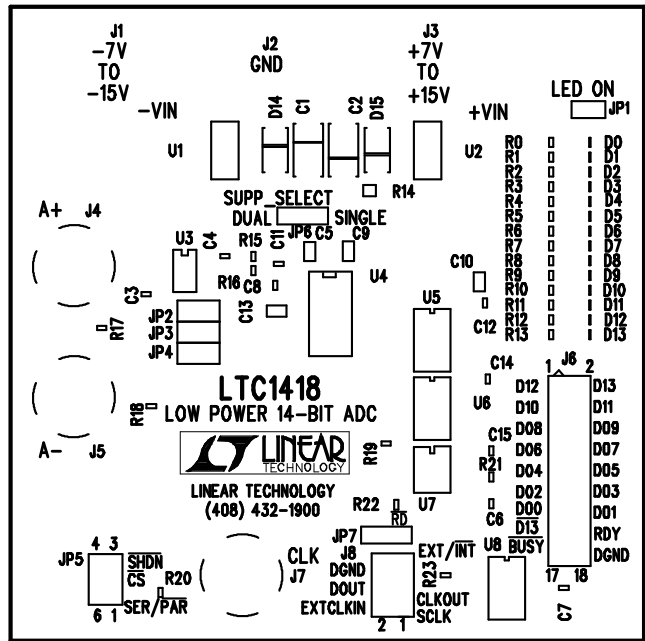 J1
-7V
TO
-15V
J2
GND
J3
+7V
TO
+15V
LED ON
JP1
-VIN
D14
C1
C2
D15
+VIN
U1
U2
R14
R0 D0
R1 D1
R2 D2
R3 D3
R4 D4
R5 D5
R6 D6
R7 D7
R8 D8
R9 D9
R10 D10
R11 D11
R12 D12
R13 D13
SUPP_SELECT
DUAL
SINGLE
JP6
A+
J4
U3
C4
R15
C11
C5
C9
R16
C8
U4
C10
C3
C13
U5
C12
R17
JP2
JP3
JP4
C14
J6
1 2
LTC1418
LOW POWER 14-BIT ADC
R18
U6
D12 D13
D10 D11
D08 D09
D06 D07
D04 D05
D02 D03
D00 D01
D13 RDY
BUSY DGND
17 18
A-
J5
LT LINEAR
TECHNOLOGY
R19
C15
R21
LINEAR TECHNOLOGY
(408) 432-1900
R22
RD
U7
C6
U8
JP7
4 3
JP5
SHDN
CS
SER/PAR
6 1
R20
CLK
J7
J8
EXT/INT
DGND
DOUT
EXTCLKIN
R23
CLKOUT
SCLK
2 1
C7